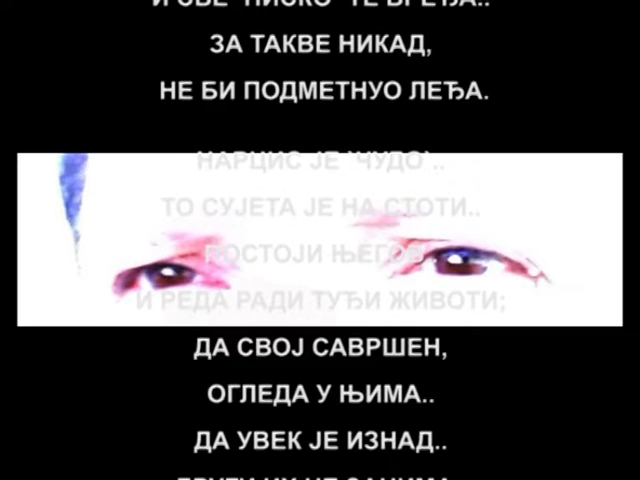 ЗА ТАКВЕ НИКАД,
НЕ БИ ПОДМЕТНУО ЛЕЂА.
НАРЦИС ЈЕ 'ЧУДО'..
ТО СУЈЕТА ЈЕ НА СТОТИ..
ПОСТОЈИ ЊЕГОВ
И РЕДА РАДИ ТУЂИ ЖИВОТИ;
ДА СВОЈ САВРШЕН,
ОГЛЕДА У ЊИМА..
ДА УВЕК ЈЕ ИЗНАД..